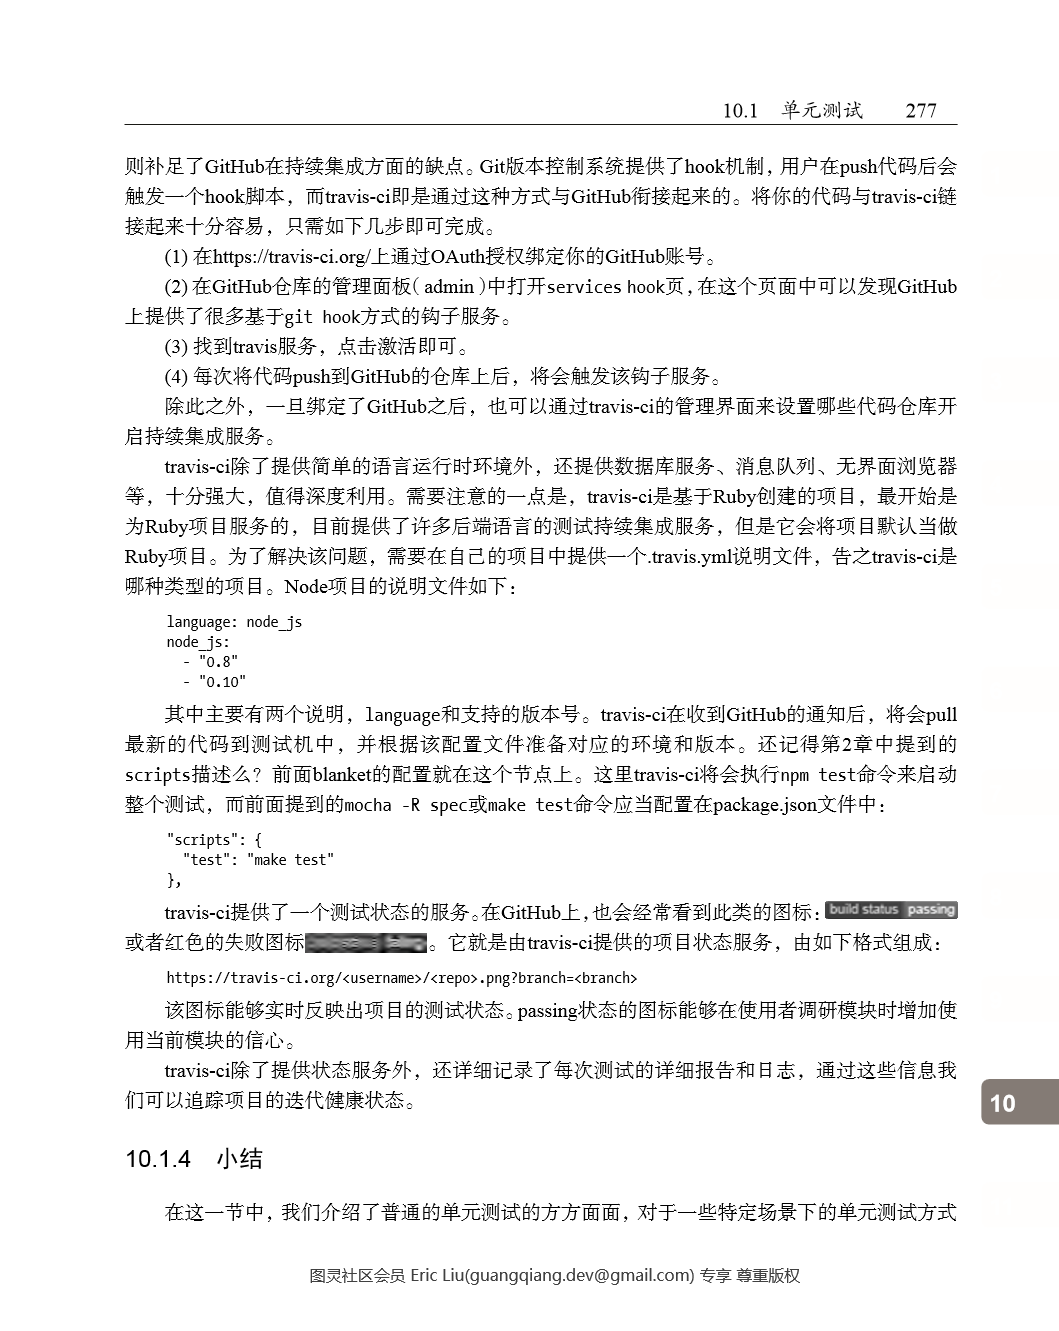 10.1 单元测试 277
则补足了GitHub在持续集成方面的缺点。Git版本控制系统提供了hook机制，用户在push代码后会
触发一个hook脚本，而travis-ci即是通过这种方式与GitHub衔接起来的。将你的代码与travis-ci链
接起来十分容易，只需如下几步即可完成。
(1) 在https://travis-ci.org/上通过OAuth授权绑定你的GitHub账号。
(2) 在GitHub仓库的管理面板（admin）中打开services hook页，在这个页面中可以发现GitHub
上提供了很多基于git hook方式的钩子服务。
(3) 找到travis服务，点击激活即可。
(4) 每次将代码push到GitHub的仓库上后，将会触发该钩子服务。
除此之外，一旦绑定了GitHub之后，也可以通过travis-ci的管理界面来设置哪些代码仓库开
启持续集成服务。
travis-ci除了提供简单的语言运行时环境外，还提供数据库服务、消息队列、无界面浏览器
等，十分强大，值得深度利用。需要注意的一点是，travis-ci是基于Ruby创建的项目，最开始是
为Ruby项目服务的，目前提供了许多后端语言的测试持续集成服务，但是它会将项目默认当做
Ruby项目。为了解决该问题，需要在自己的项目中提供一个.travis.yml说明文件，告之travis-ci是
哪种类型的项目。Node项目的说明文件如下：
language: node_js
node_js:
  - "0.8"
  - "0.10"
其中主要有两个说明，language和支持的版本号。travis-ci在收到GitHub的通知后，将会pull
最新的代码到测试机中，并根据该配置文件准备对应的环境和版本。还记得第2章中提到的
scripts描述么？前面blanket的配置就在这个节点上。这里travis-ci将会执行npm test命令来启动
整个测试，而前面提到的mocha -R spec或make test命令应当配置在package.json文件中：
"scripts": {
  "test": "make test"
},
travis-ci提供了一个测试状态的服务。在GitHub上，也会经常看到此类的图标：build status passing
或者红色的失败图标。它就是由travis-ci提供的项目状态服务，由如下格式组成：
https://travis-ci.org/<username>/<repo>.png?branch=<branch>
该图标能够实时反映出项目的测试状态。passing状态的图标能够在使用者调研模块时增加使
用当前模块的信心。
travis-ci除了提供状态服务外，还详细记录了每次测试的详细报告和日志，通过这些信息我
们可以追踪项目的迭代健康状态。
10
10.1.4 小结
在这一节中，我们介绍了普通的单元测试的方方面面，对于一些特定场景下的单元测试方式
图灵社区会员 Eric Liu(guangqiang.dev@gmail.com) 专享 尊重版权